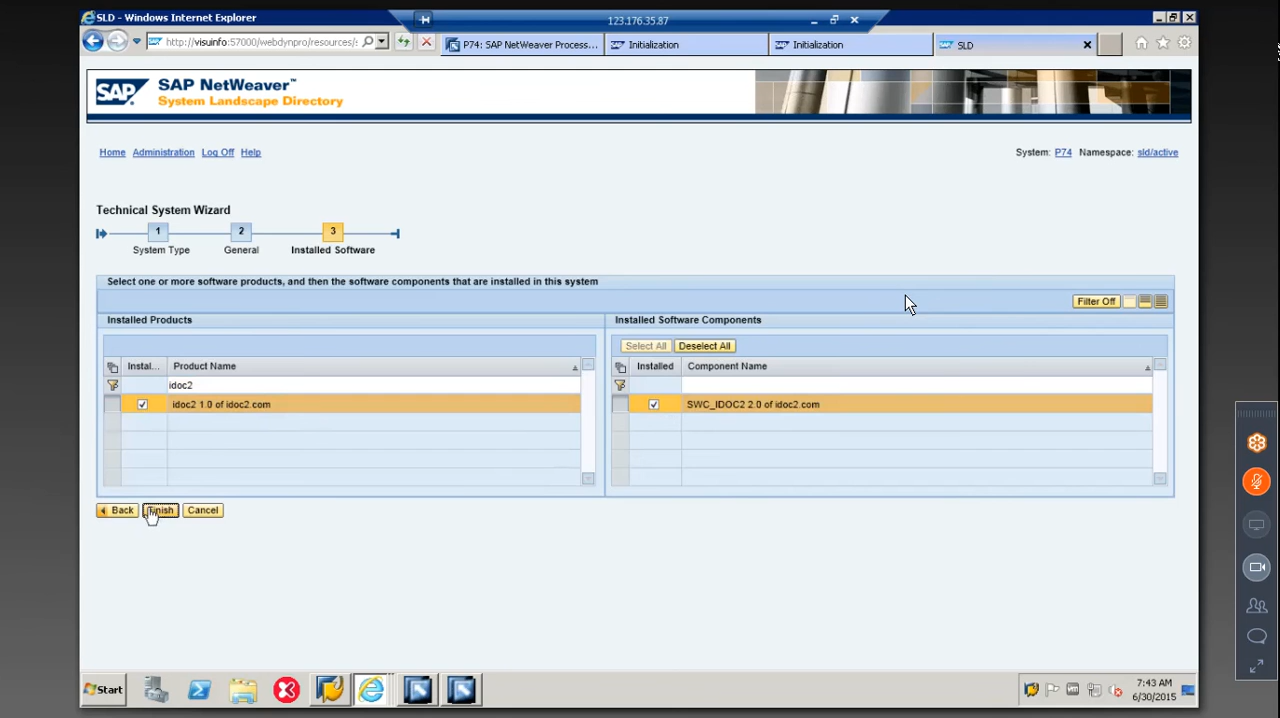 SLD - Windows Internet Explorer
123.176.35.87
http://visuinfo:57000/webdynpro/resources/
P74: SAP NetWeaver Process...
Initialization
Initialization
SLD
SAP
SAP NetWeaver™
System Landscape Directory
Home Administration Log Off Help
System: P74 Namespace: sld/active
Technical System Wizard
1 2 3
System Type General Installed Software
Select one or more software products, and then the software components that are installed in this system
Filter Off
Installed Products Installed Software Components
Select All Deselect All
Instal... Product Name Installed Component Name
idoc2
idoc2 1.0 of idoc2.com SWC_IDOC2 2.0 of idoc2.com
Back Finish Cancel
Start
7:43 AM
6/30/2015